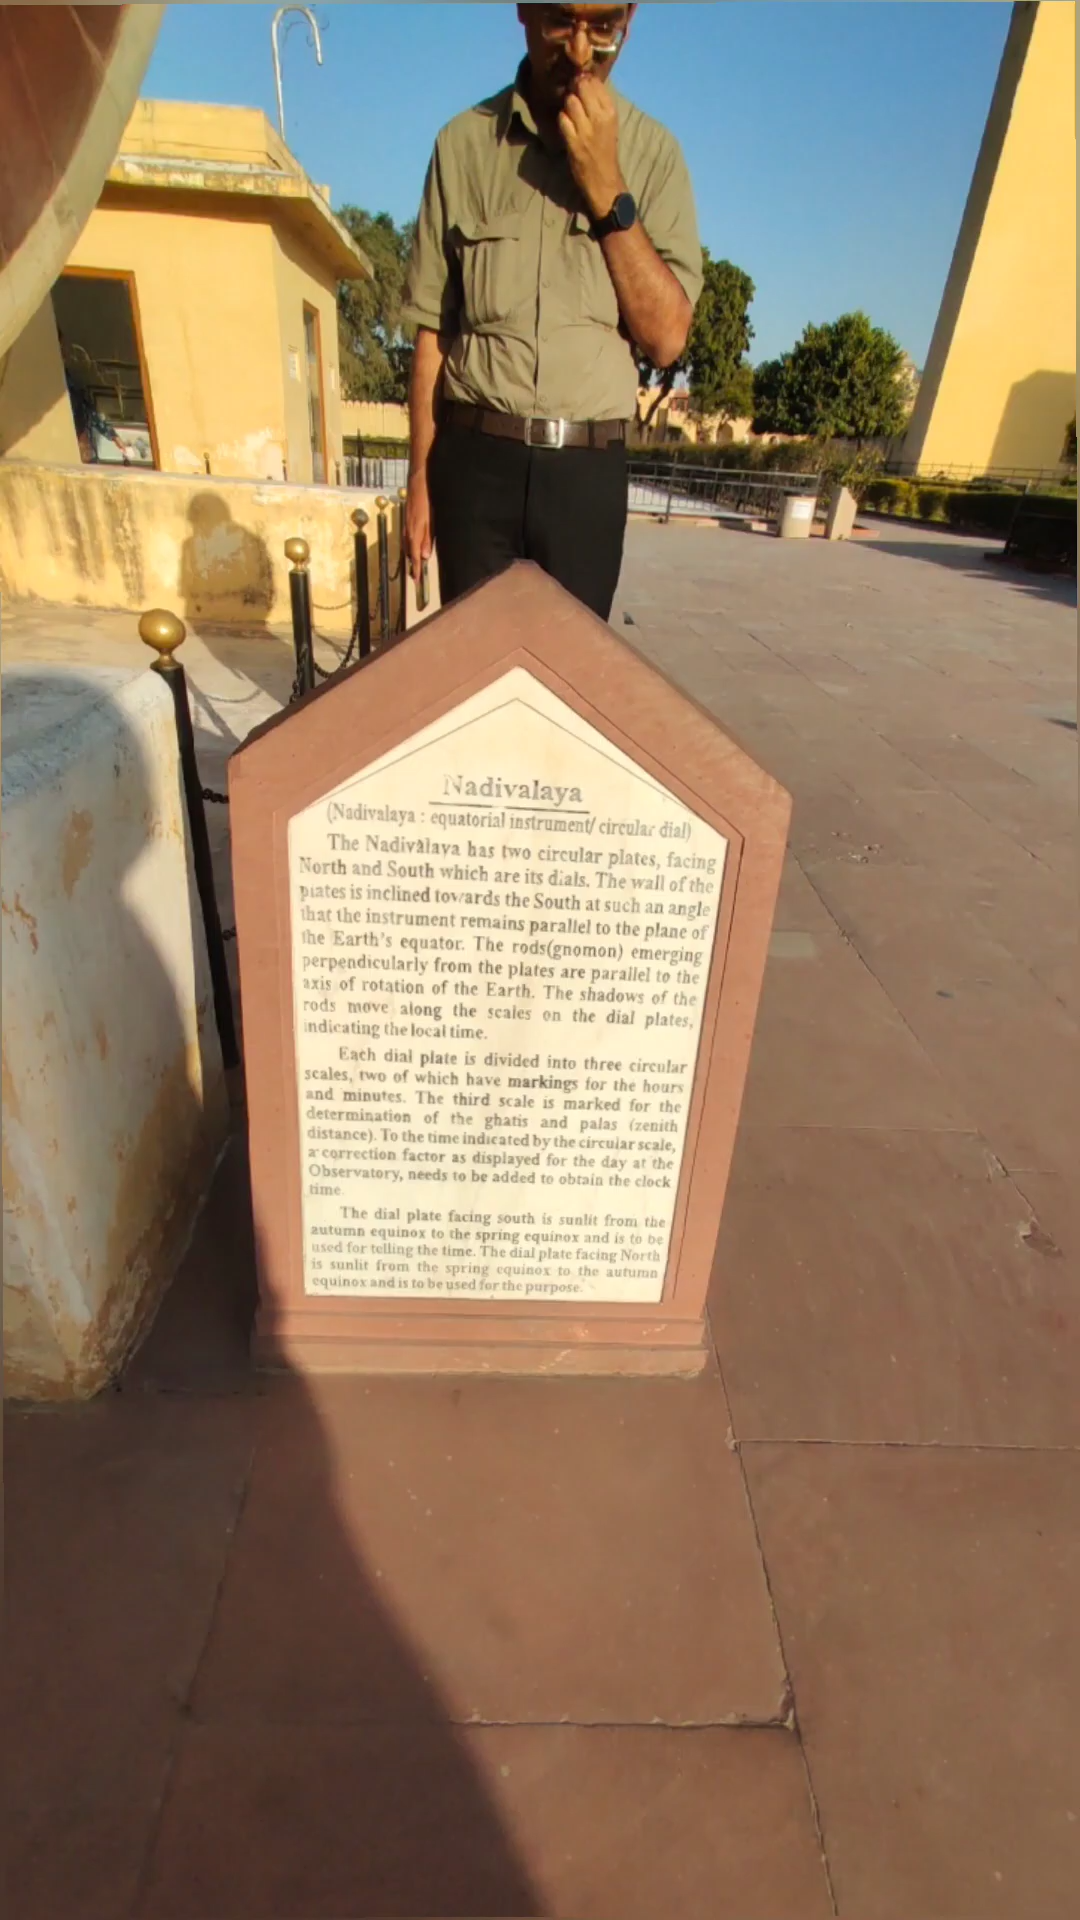 Nadivalaya
(Nadivalaya : equatorial instrument/ circular dial)
The Nadivàlaya has two circular plates, facing
North and South which are its dials. The wall of the
plates is inclined towards the South at such an angle
that the instrument remains parallel to the plane of
the Earth's equator. The rods(gnomon) emerging
perpendicularly from the plates are parallel to the
axis of rotation of the Earth. The shadows of the
rods move along the scales on the dial plates,
indicating the local time.
Each dial plate is divided into three circular
scales, two of which have markings for the hours
and minutes. The third scale is marked for the
determination of the ghatis and palas (zenith
distance). To the time indicated by the circular scale,
a correction factor as displayed for the day at the
Observatory, needs to be added to obtain the clock
time.
The dial plate facing south is sunlit from the
autumn equinox to the spring equinox and is to be
used for telling the time. The dial plate facing North
is sunlit from the spring equinox to the autumn
equinox and is to be used for the purpose.